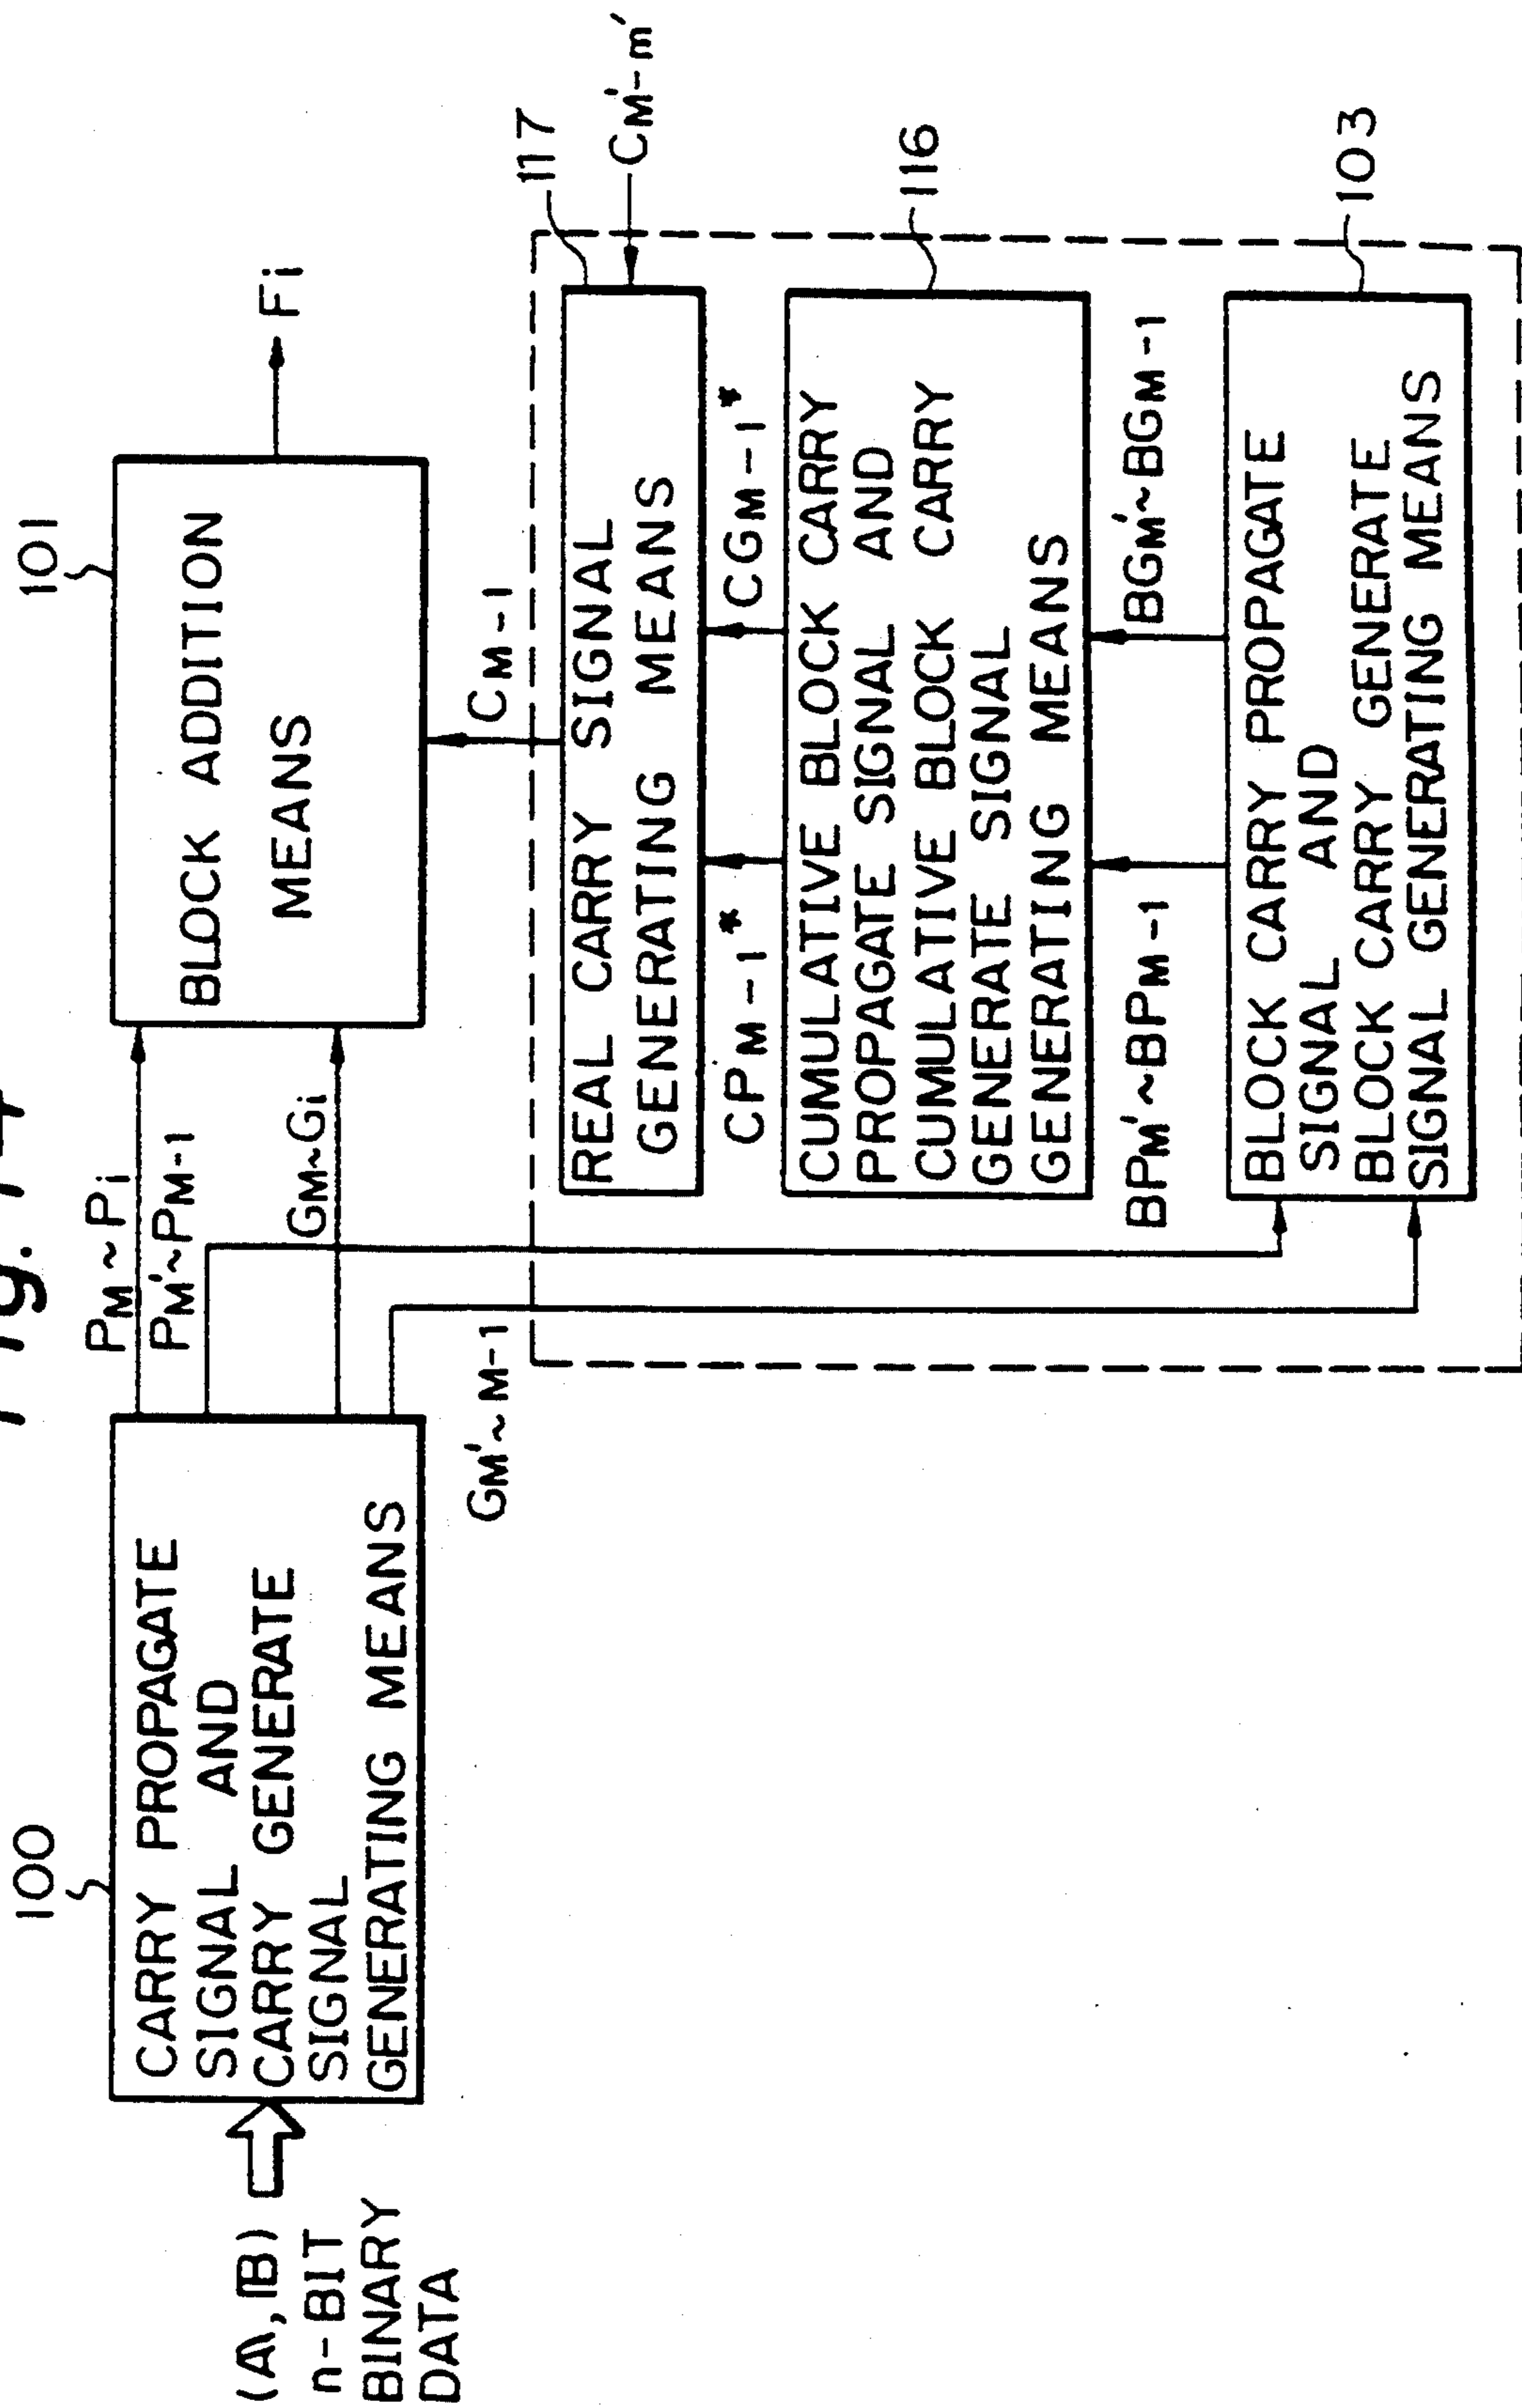 Fig. 14
100
CARRY PROPAGATE
SIGNAL AND
CARRY GENERATE
SIGNAL
GENERATING MEANS
(A, B)
n-BIT
BINARY
DATA
PM~Pi
PM'~PM-1
GM~Gi
GM'~M-1
101
BLOCK ADDITION
MEANS
Fi
CM-1
117
REAL CARRY SIGNAL
GENERATING MEANS
CM'-m'
CPM-1*
CGM-1*
116
CUMULATIVE BLOCK CARRY
PROPAGATE SIGNAL AND
CUMULATIVE BLOCK CARRY
GENERATE SIGNAL
GENERATING MEANS
BPM'~BPM-1
BGM'~BGM-1
103
BLOCK CARRY PROPAGATE
SIGNAL AND
BLOCK CARRY GENERATE
SIGNAL GENERATING MEANS